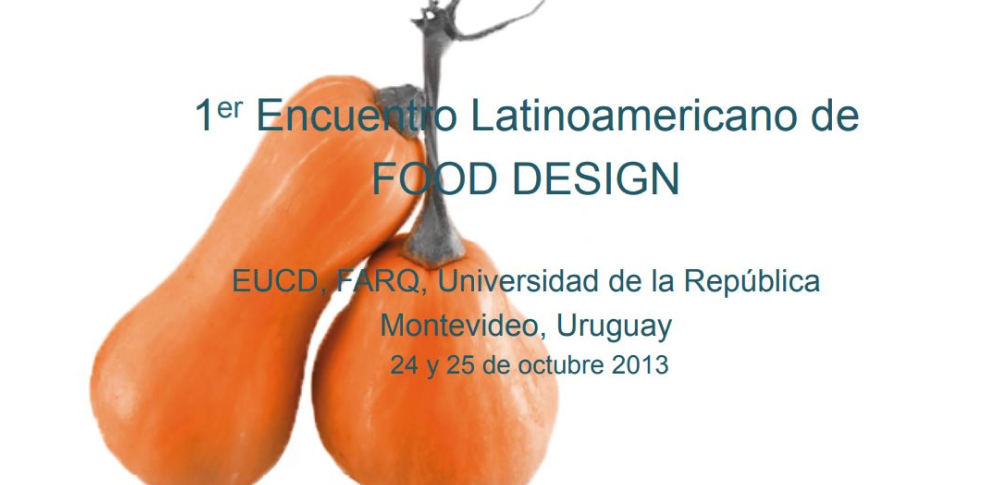 1er Encuentro Latinoamericano de
FOOD DESIGN
EUCD, FARQ, Universidad de la República
Montevideo, Uruguay
24 y 25 de octubre 2013